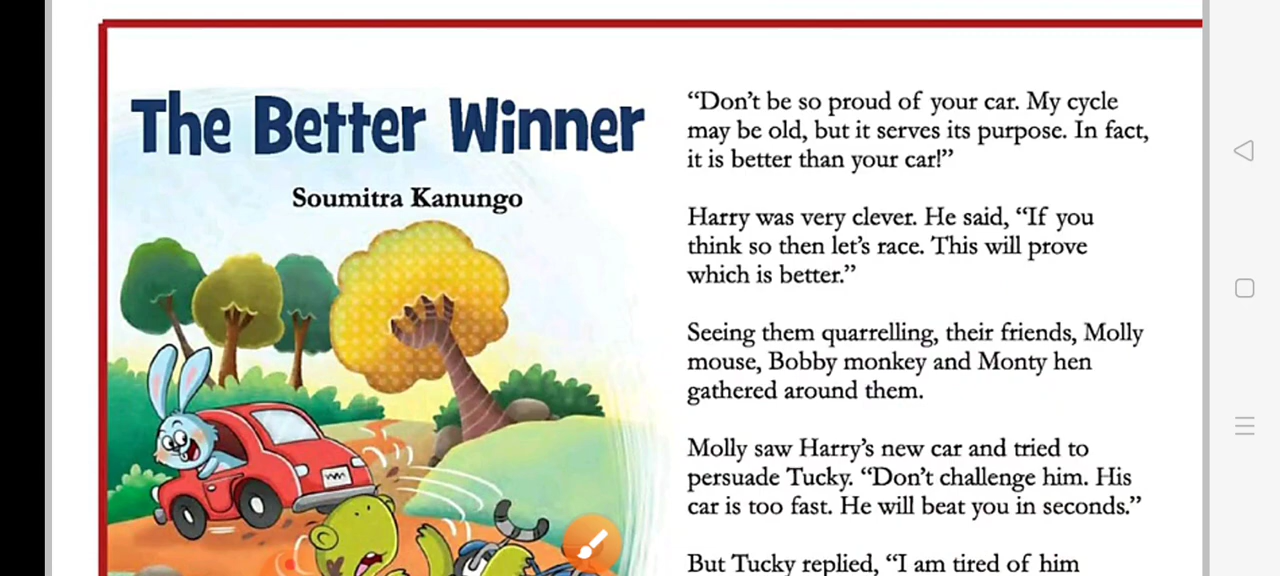 The Better Winner
Soumitra Kanungo
“Don’t be so proud of your car. My cycle
may be old, but it serves its purpose. In fact,
it is better than your car!”
Harry was very clever. He said, “If you
think so then let’s race. This will prove
which is better.”
Seeing them quarrelling, their friends, Molly
mouse, Bobby monkey and Monty hen
gathered around them.
Molly saw Harry’s new car and tried to
persuade Tucky. “Don’t challenge him. His
car is too fast. He will beat you in seconds.”
But Tucky replied, “I am tired of him